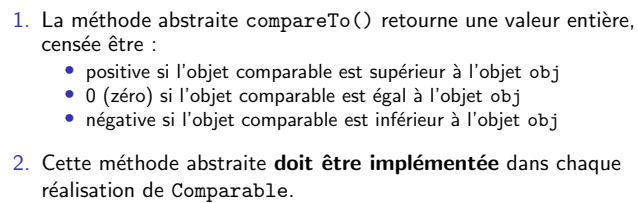 1. La méthode abstraite compareTo() retourne une valeur entière,
censée être :
• positive si l'objet comparable est supérieur à l'objet obj
• 0 (zéro) si l'objet comparable est égal à l'objet obj
• négative si l'objet comparable est inférieur à l'objet obj
2. Cette méthode abstraite doit être implémentée dans chaque
réalisation de Comparable.